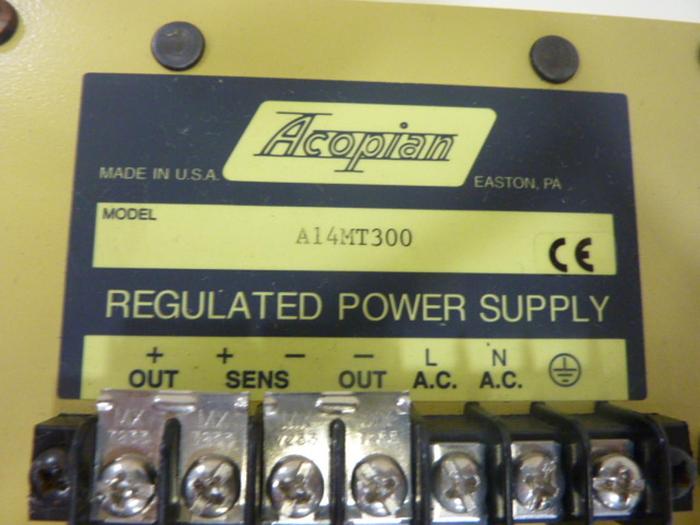 Acopian
MADE IN U.S.A.
EASTON, PA
MODEL
A14MT300
CE
REGULATED POWER SUPPLY
+ + − − L N
OUT SENS OUT A.C. A.C.